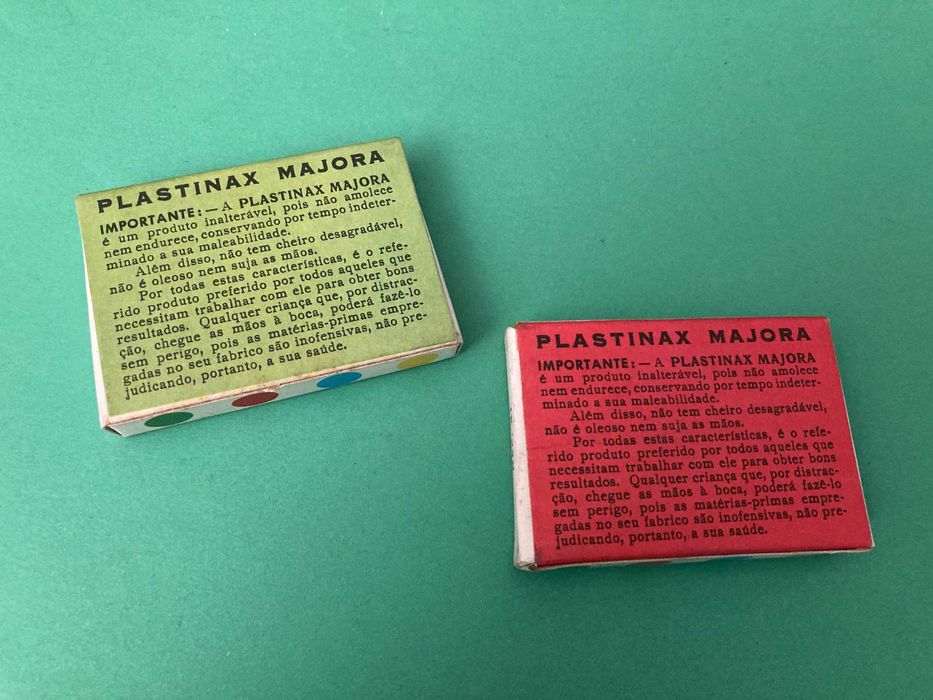 PLASTINAX MAJORA
IMPORTANTE: — A PLASTINAX MAJORA
é um produto inalterável, pois não amolece
nem endurece, conservando por tempo indeter-
minado a sua maleabilidade.
Além disso, não tem cheiro desagradável,
não é oleoso nem suja as mãos.
Por todas estas características, é o refe-
rido produto preferido por todos aqueles que
necessitam trabalhar com ele para obter bons
resultados. Qualquer criança que, por distrac-
ção, chegue as mãos à boca, poderá fazê-lo
sem perigo, pois as matérias-primas empre-
gadas no seu fabrico são inofensivas, não pre-
judicando, portanto, a sua saúde.
PLASTINAX MAJORA
IMPORTANTE: — A PLASTINAX MAJORA
é um produto inalterável, pois não amolece
nem endurece, conservando por tempo indeter-
minado a sua maleabilidade.
Além disso, não tem cheiro desagradável,
não é oleoso nem suja as mãos.
Por todas estas características, é o refe-
rido produto preferido por todos aqueles que
necessitam trabalhar com ele para obter bons
resultados. Qualquer criança que, por distrac-
ção, chegue as mãos à boca, poderá fazê-lo
sem perigo, pois as matérias-primas empre-
gadas no seu fabrico são inofensivas, não pre-
judicando, portanto, a sua saúde.